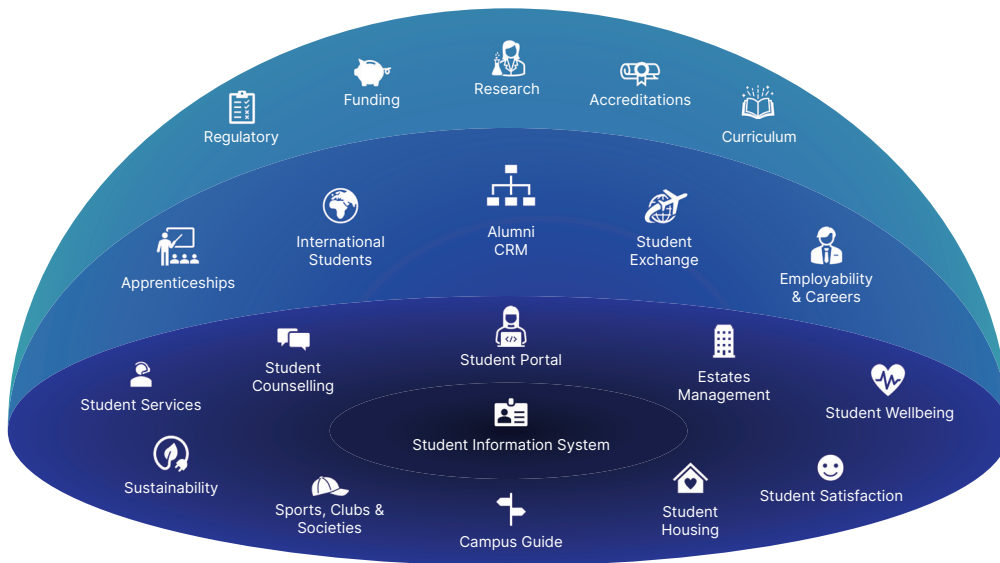 Research
Funding
Accreditations
Regulatory
Curriculum
Alumni
CRM
International
Students
Student
Exchange
Apprenticeships
Employability
& Careers
Student Portal
Student
Counselling
Estates
Management
Student Services
Student Wellbeing
Student Information System
Sustainability
Student Satisfaction
Sports, Clubs &
Societies
Student
Housing
Campus Guide